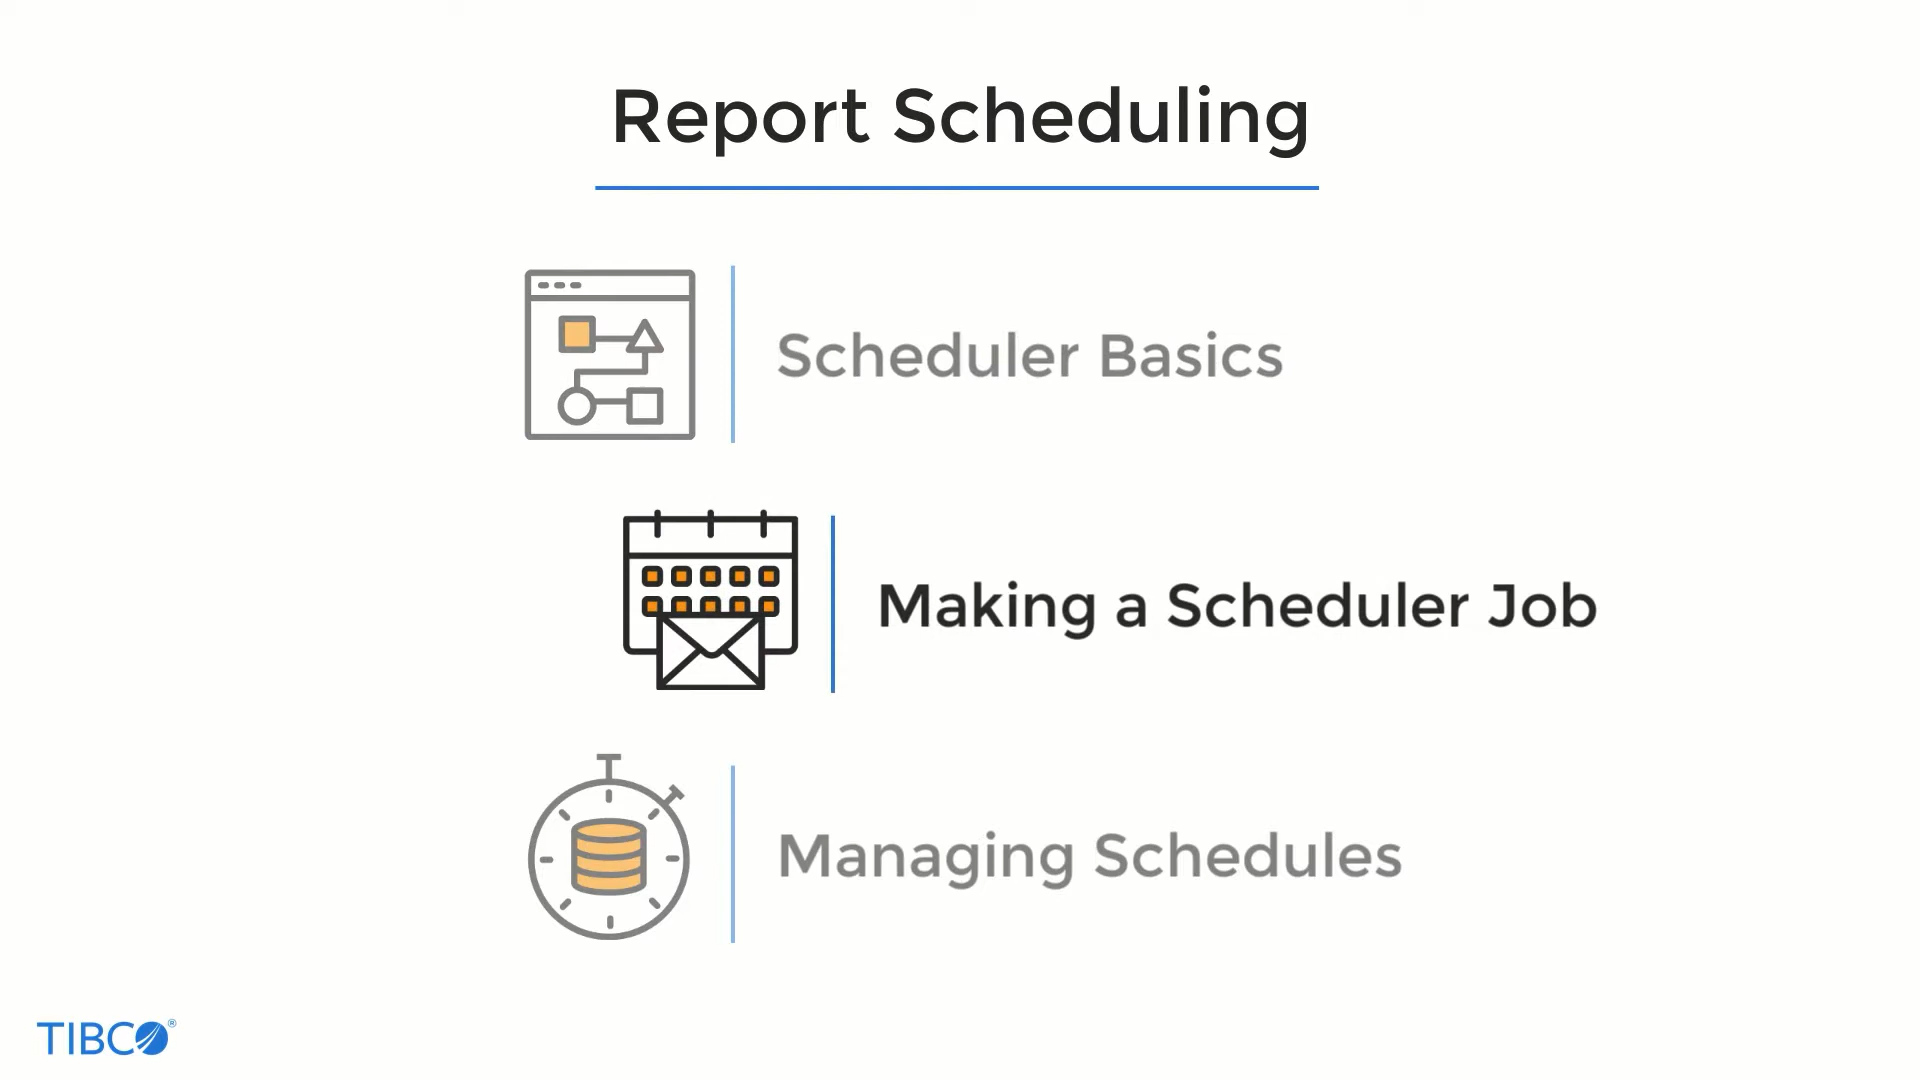 Report Scheduling
Scheduler Basics
Making a Scheduler Job
Managing Schedules
TIBCO®